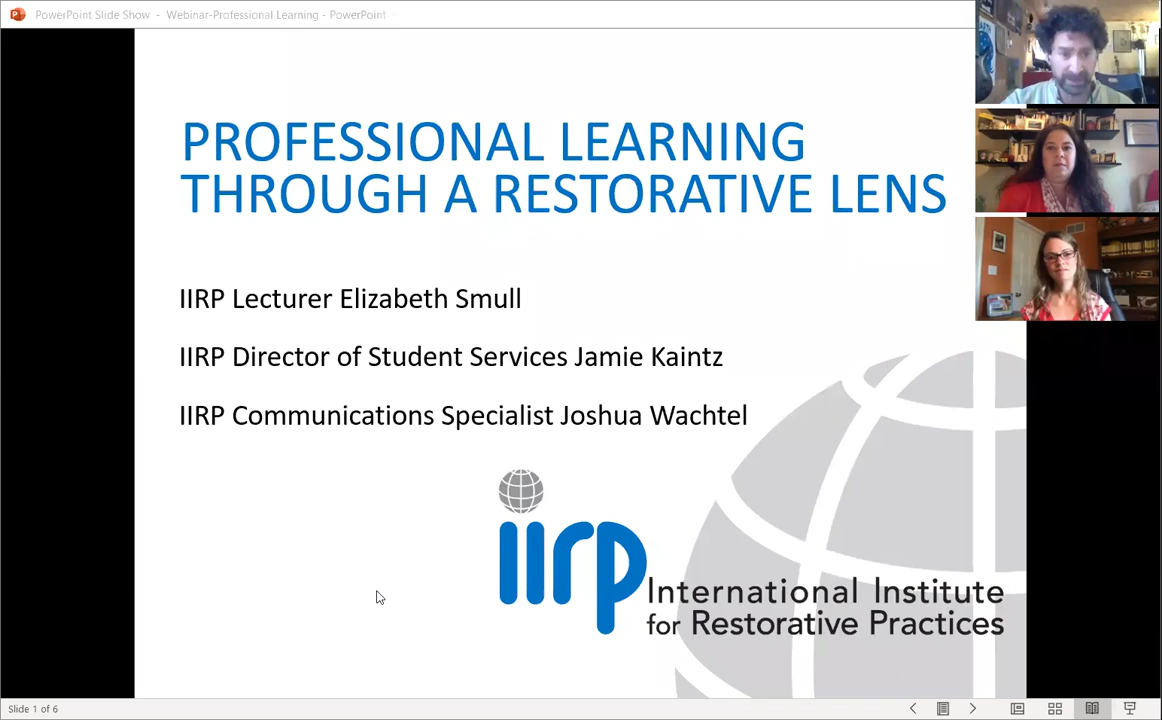 PowerPoint Slide Show - Webinar-Professional Learning - PowerPoint
PROFESSIONAL LEARNING
THROUGH A RESTORATIVE LENS
IIRP Lecturer Elizabeth Smull
IIRP Director of Student Services Jamie Kaintz
IIRP Communications Specialist Joshua Wachtel
iirp
International Institute
for Restorative Practices
Slide 1 of 6